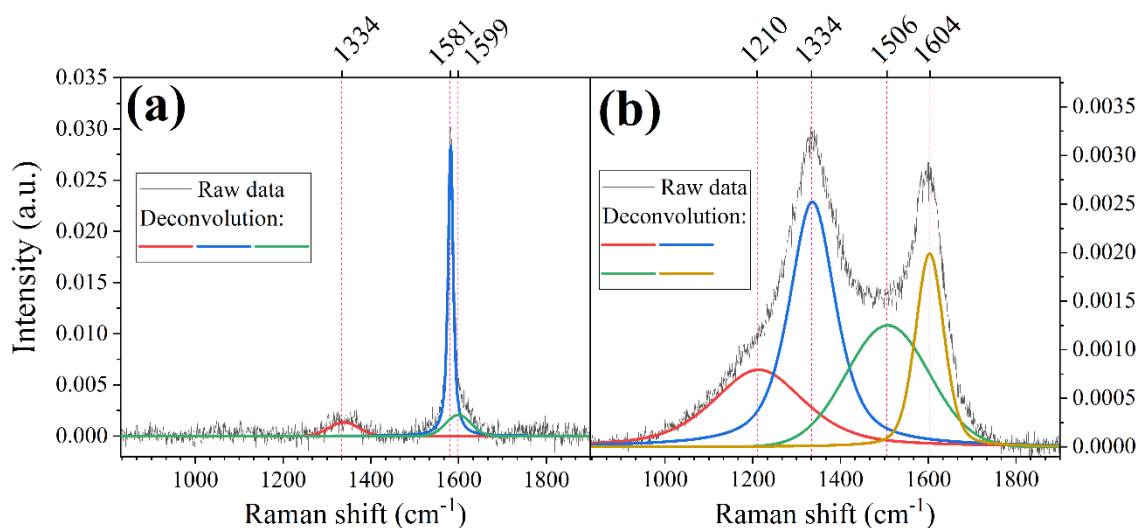 1334 1581 1599 1210 1334 1506 1604
0.035 (a) (b) 0.0035
0.030 0.0030
0.025 0.0025
0.020 0.0020
0.015 0.0015
0.010 0.0010
0.005 0.0005
0.000 0.0000
Raw data
Deconvolution:
Raw data
Deconvolution:
Intensity (a.u.)
1000 1200 1400 1600 1800 1000 1200 1400 1600 1800
Raman shift (cm⁻¹) Raman shift (cm⁻¹)